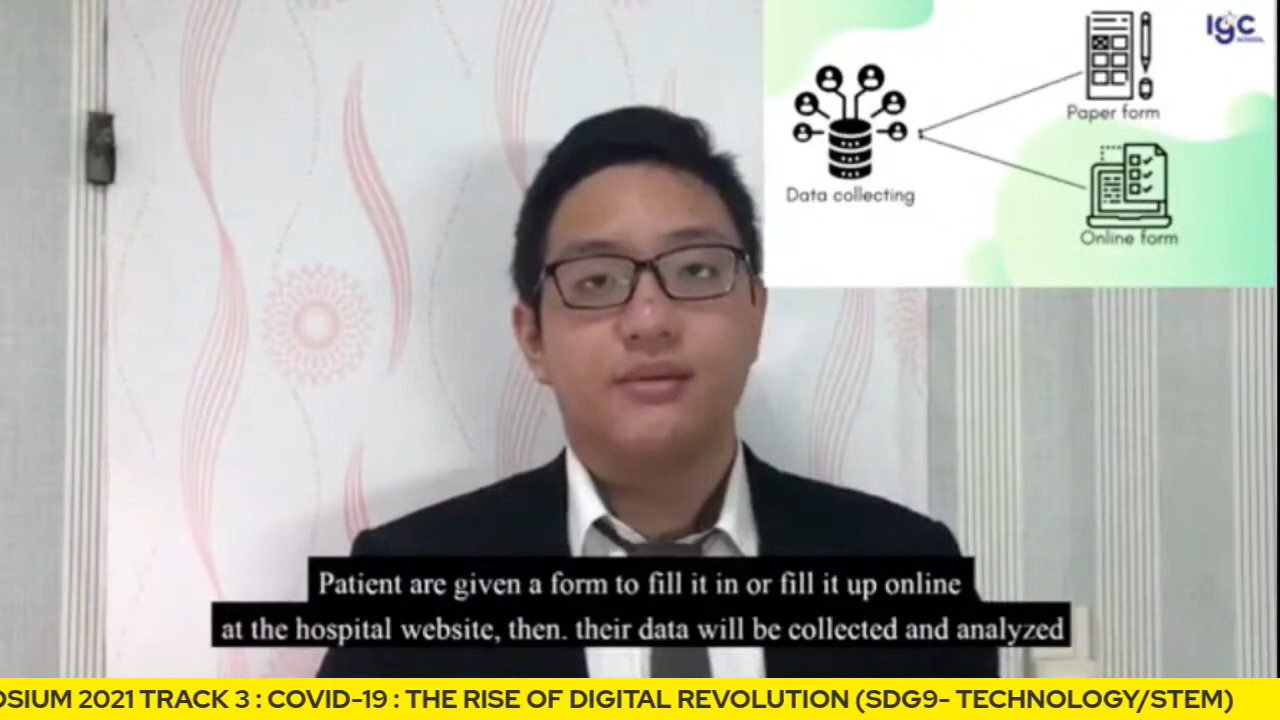 IGC
SCHOOL
Paper form
Data collecting
Online form
Patient are given a form to fill it in or fill it up online
at the hospital website, then. their data will be collected and analyzed
OSIUM 2021 TRACK 3 : COVID-19 : THE RISE OF DIGITAL REVOLUTION (SDG9- TECHNOLOGY/STEM)